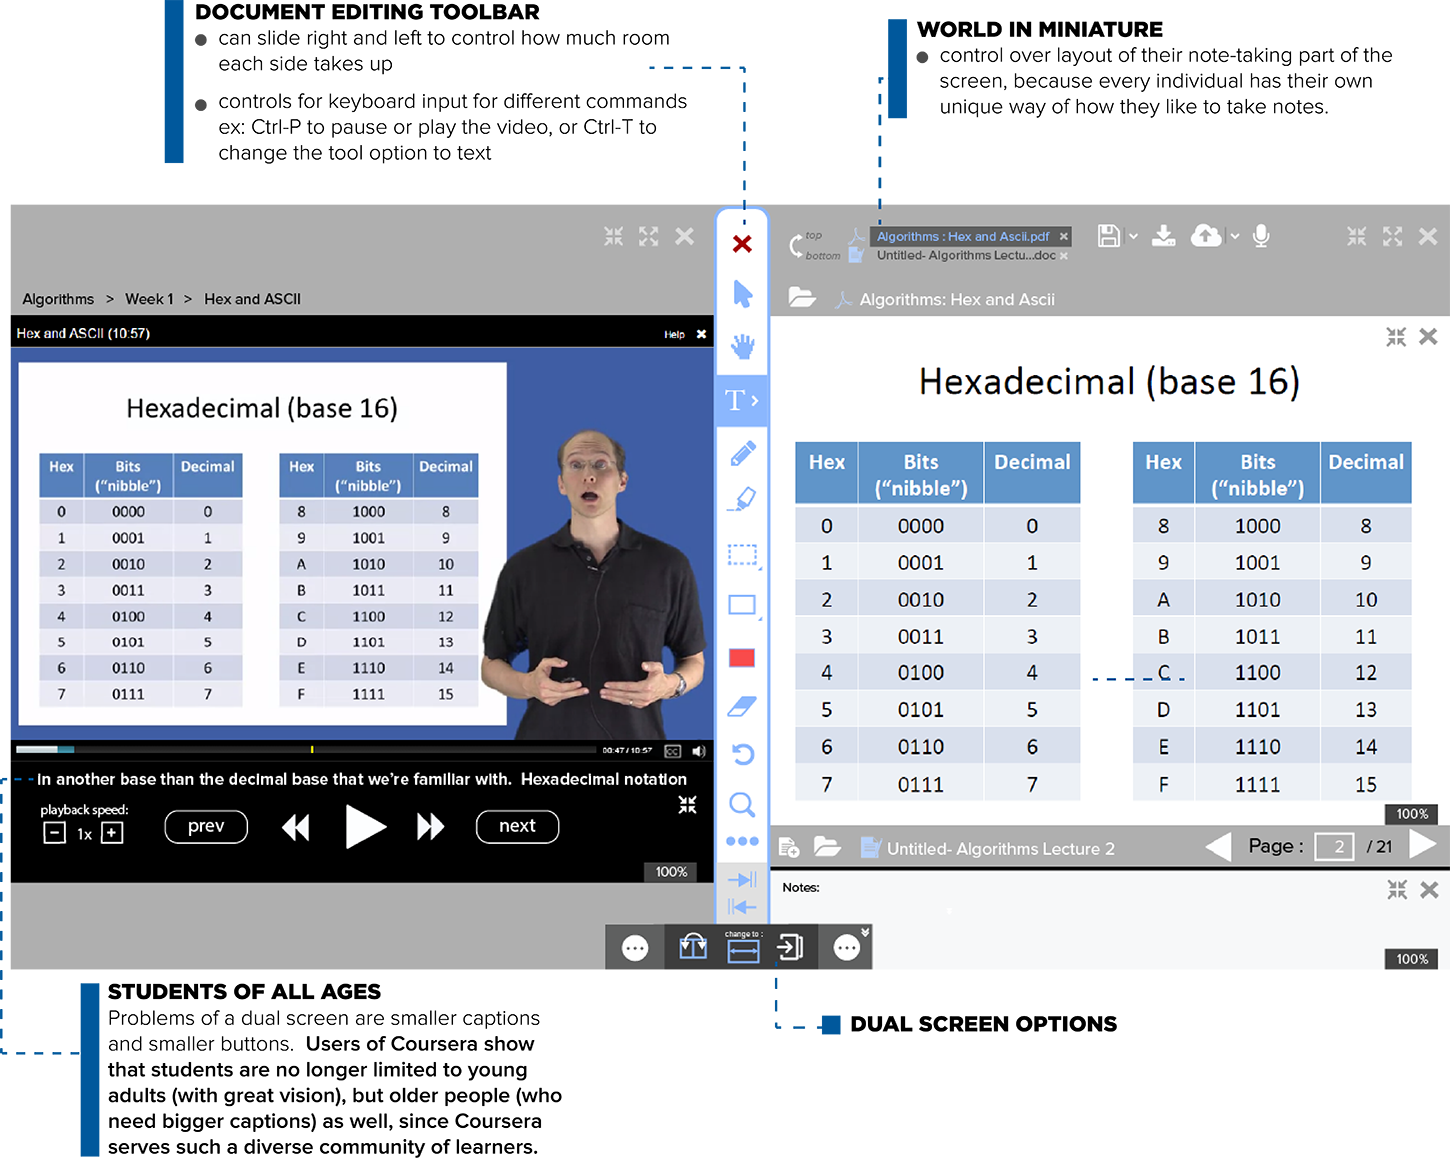 DOCUMENT EDITING TOOLBAR
can slide right and left to control how much room
each side takes up
controls for keyboard input for different commands
ex: Ctrl-P to pause or play the video, or Ctrl-T to
change the tool option to text
WORLD IN MINIATURE
control over layout of their note-taking part of the
screen, because every individual has their own
unique way of how they like to take notes.
Algorithms > Week 1 > Hex and ASCII
Hex and ASCII (10:57) Help
Hexadecimal (base 16)
Hex Bits Decimal Hex Bits Decimal
(“nibble”) (“nibble”)
0 0000 0 8 1000 8
1 0001 1 9 1001 9
2 0010 2 A 1010 10
3 0011 3 B 1011 11
4 0100 4 C 1100 12
5 0101 5 D 1101 13
6 0110 6 E 1110 14
7 0111 7 F 1111 15
00:47 / 10:57 CC
in another base than the decimal base that we’re familiar with. Hexadecimal notation
playback speed:
1x prev next
100%
T
top Algorithms : Hex and Ascii.pdf
bottom Untitled- Algorithms Lectu...doc
Algorithms: Hex and Ascii
Hexadecimal (base 16)
Hex Bits Decimal Hex Bits Decimal
(“nibble”) (“nibble”)
0 0000 0 8 1000 8
1 0001 1 9 1001 9
2 0010 2 A 1010 10
3 0011 3 B 1011 11
4 0100 4 C 1100 12
5 0101 5 D 1101 13
6 0110 6 E 1110 14
7 0111 7 F 1111 15
100%
Untitled- Algorithms Lecture 2 Page : 2 / 21
Notes:
100%
change to :
STUDENTS OF ALL AGES
Problems of a dual screen are smaller captions
and smaller buttons. Users of Coursera show
that students are no longer limited to young
adults (with great vision), but older people (who
need bigger captions) as well, since Coursera
serves such a diverse community of learners.
DUAL SCREEN OPTIONS